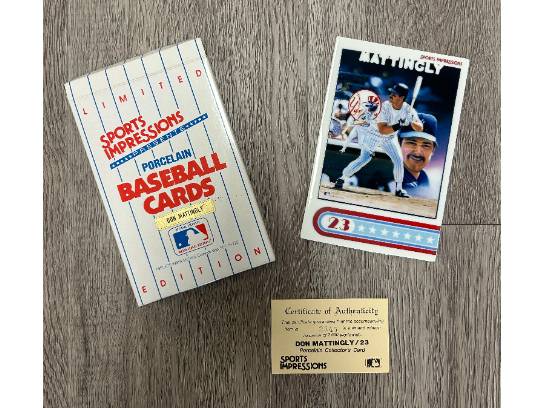 LIMITED
SPORTS
IMPRESSIONS
PRESENTS
PORCELAIN
BASEBALL
CARDS
DON MATTINGLY
EDITION
SPORTS IMPRESSIONS
MATTINGLY
23
Certificate of Authenticity
DON MATTINGLY/23
Porcelain Collector's Card
SPORTS
IMPRESSIONS